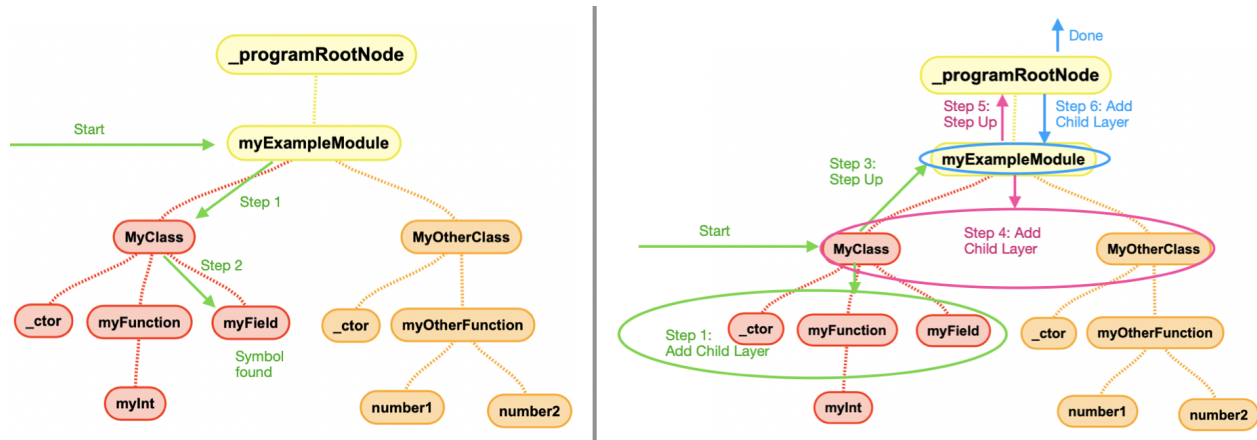 _programRootNode
Start
myExampleModule
Step 1
MyClass
MyOtherClass
Step 2
_ctor
myFunction
myField
_ctor
myOtherFunction
Symbol
found
myInt
number1
number2
Done
_programRootNode
Step 5:
Step Up
Step 6: Add
Child Layer
myExampleModule
Step 3:
Step Up
Start
MyClass
Step 4: Add
Child Layer
MyOtherClass
Step 1:
Add Child Layer
_ctor
myFunction
myField
_ctor
myOtherFunction
myInt
number1
number2